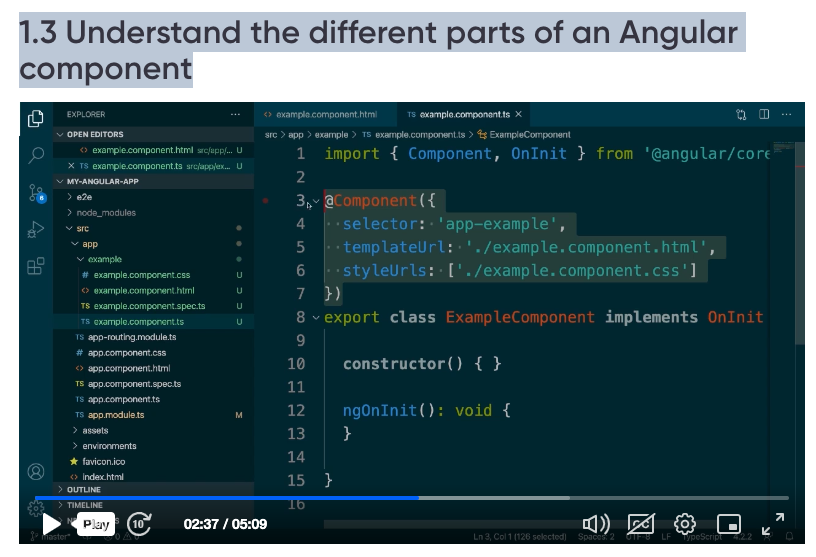 1.3 Understand the different parts of an Angular
component
EXPLORER
···
example.component.html
TS example.component.ts ×
···
OPEN EDITORS
example.component.html src/app/...
U
× TS example.component.ts src/app/ex...
U
src > app > example > TS example.component.ts > ExampleComponent
MY-ANGULAR-APP
e2e
node_modules
src
app
example
# example.component.css
U
<> example.component.html
U
TS example.component.spec.ts
U
TS example.component.ts
U
TS app-routing.module.ts
# app.component.css
<> app.component.html
TS app.component.spec.ts
TS app.component.ts
TS app.module.ts
M
assets
environments
favicon.ico
<> index.html
OUTLINE
TIMELINE
6
1 import { Component, OnInit } from '@angular/core
2
3 @Component({
4 selector: 'app-example',
5 templateUrl: './example.component.html',
6 styleUrls: ['./example.component.css']
7 })
8 export class ExampleComponent implements OnInit
9
10 constructor() { }
11
12 ngOnInit(): void {
13 }
14
15 }
16
Play
10
02:37 / 05:09
CC
master*
Ln 3, Col 1 (126 selected)
Spaces: 2
UTF-8
LF
TypeScript
4.2.2